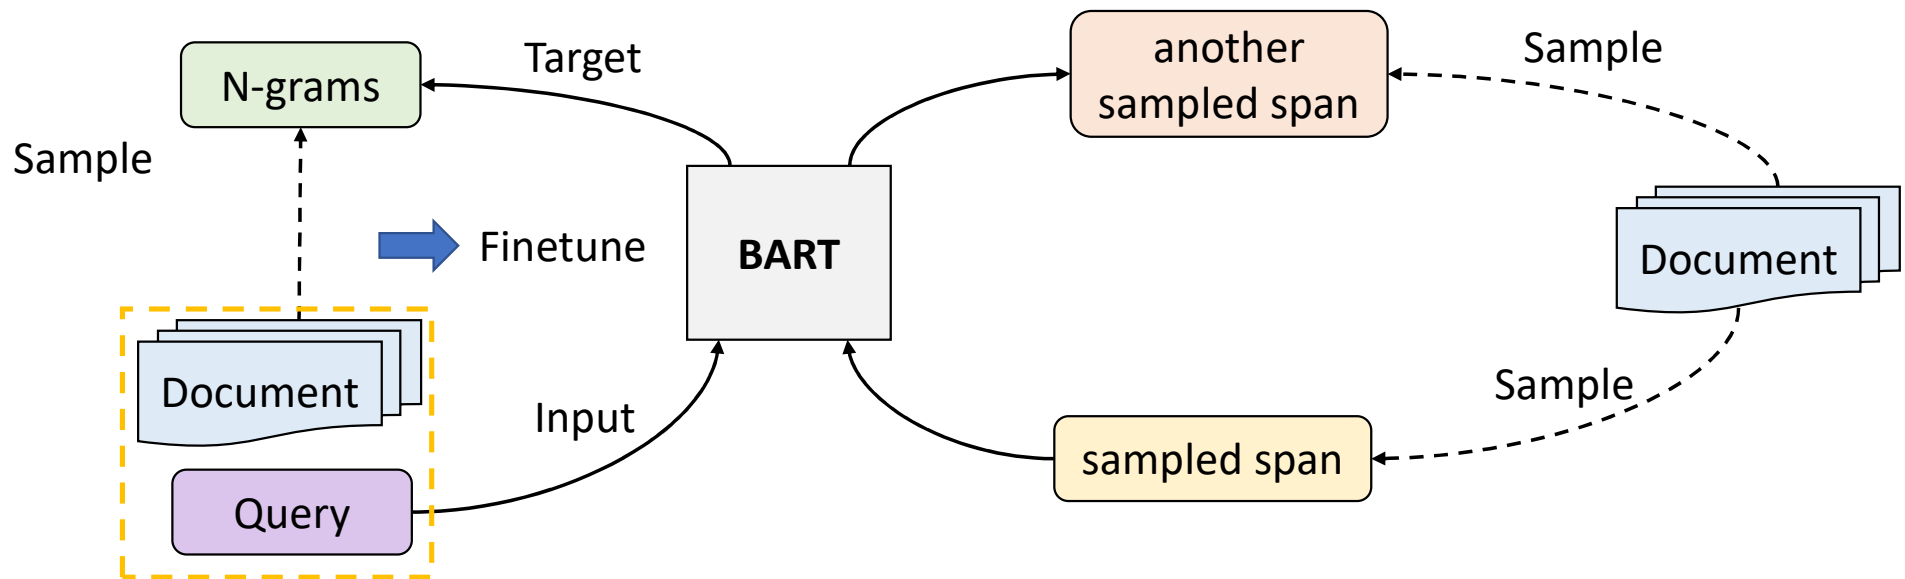 N-grams
Target
another
sampled span
Sample
Sample
Finetune
BART
Document
Document
Input
Sample
sampled span
Query